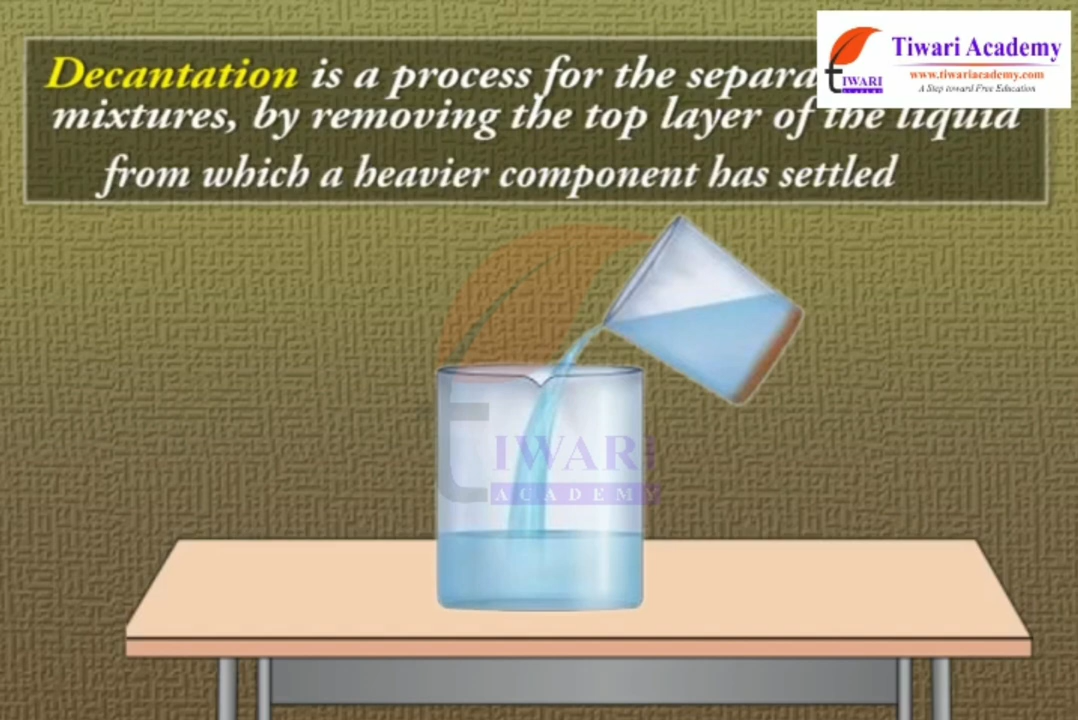 Decantation is a process for the
mixtures, by removing the top layer of the liquid
from which a heavier component has settled
Tiwari Academy
www.tiwariacademy.com
A Step toward Free Education
TIWARI
ACADEMY
TIWARI
ACADEMY